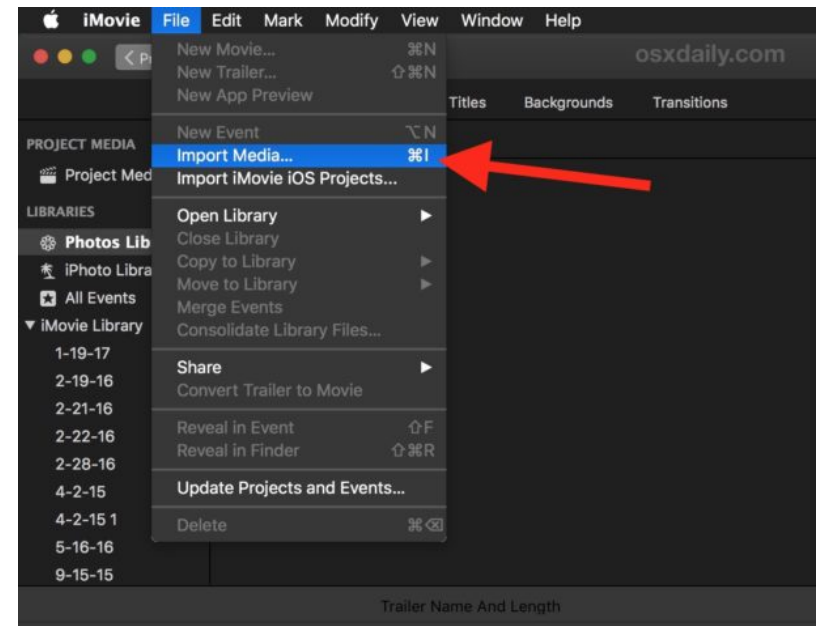 iMovie File Edit Mark Modify View Window Help
osxdaily.com
New Movie... ⌘N
New Trailer... ⇧⌘N
New App Preview
Titles Backgrounds Transitions
PROJECT MEDIA
New Event ⌥N
Import Media... ⌘I
Project Med
Import iMovie iOS Projects...
LIBRARIES
Open Library
Photos Lib
Close Library
iPhoto Libra
Copy to Library
Move to Library
All Events
Merge Events
iMovie Library
Consolidate Library Files...
1-19-17
Share
2-19-16
Convert Trailer to Movie
2-21-16
Reveal in Event ⇧F
2-22-16
Reveal in Finder ⇧⌘R
2-28-16
Update Projects and Events...
4-2-15
4-2-15 1
Delete ⌘⌫
5-16-16
9-15-15
Trailer Name And Length